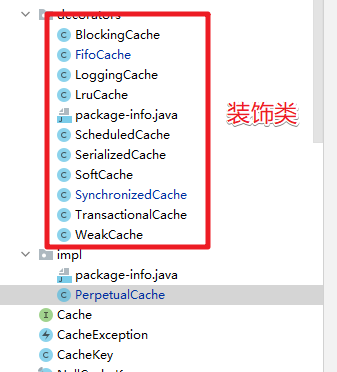 decorators
BlockingCache
FifoCache
LoggingCache
LruCache
package-info.java
ScheduledCache
SerializedCache
SoftCache
SynchronizedCache
TransactionalCache
WeakCache
装饰类
impl
package-info.java
PerpetualCache
Cache
CacheException
CacheKey